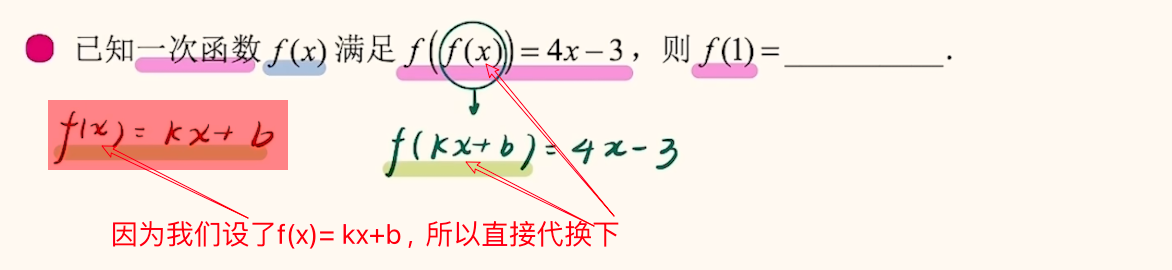 已知一次函数 f(x) 满足 f(f(x))=4x−3，则 f(1)=__________.
f(x)=kx+b
f(kx+b)=4x-3
因为我们设了f(x)= kx+b，所以直接代换下